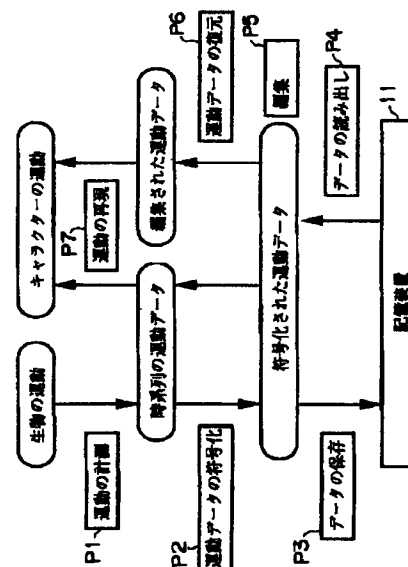 生物の運動
キャラクターの運動
P1
運動の計測
P7
運動の再現
時系列の運動データ
編集された運動データ
P2
運動データの符号化
P6
運動データの復元
符号化された運動データ
P5
編集
P3
データの保存
P4
データの読み出し
記憶装置
11